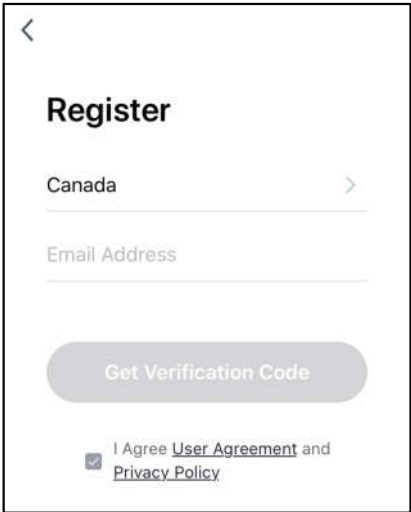 Register
Canada
Email Address
Get Verification Code
I Agree User Agreement and
Privacy Policy